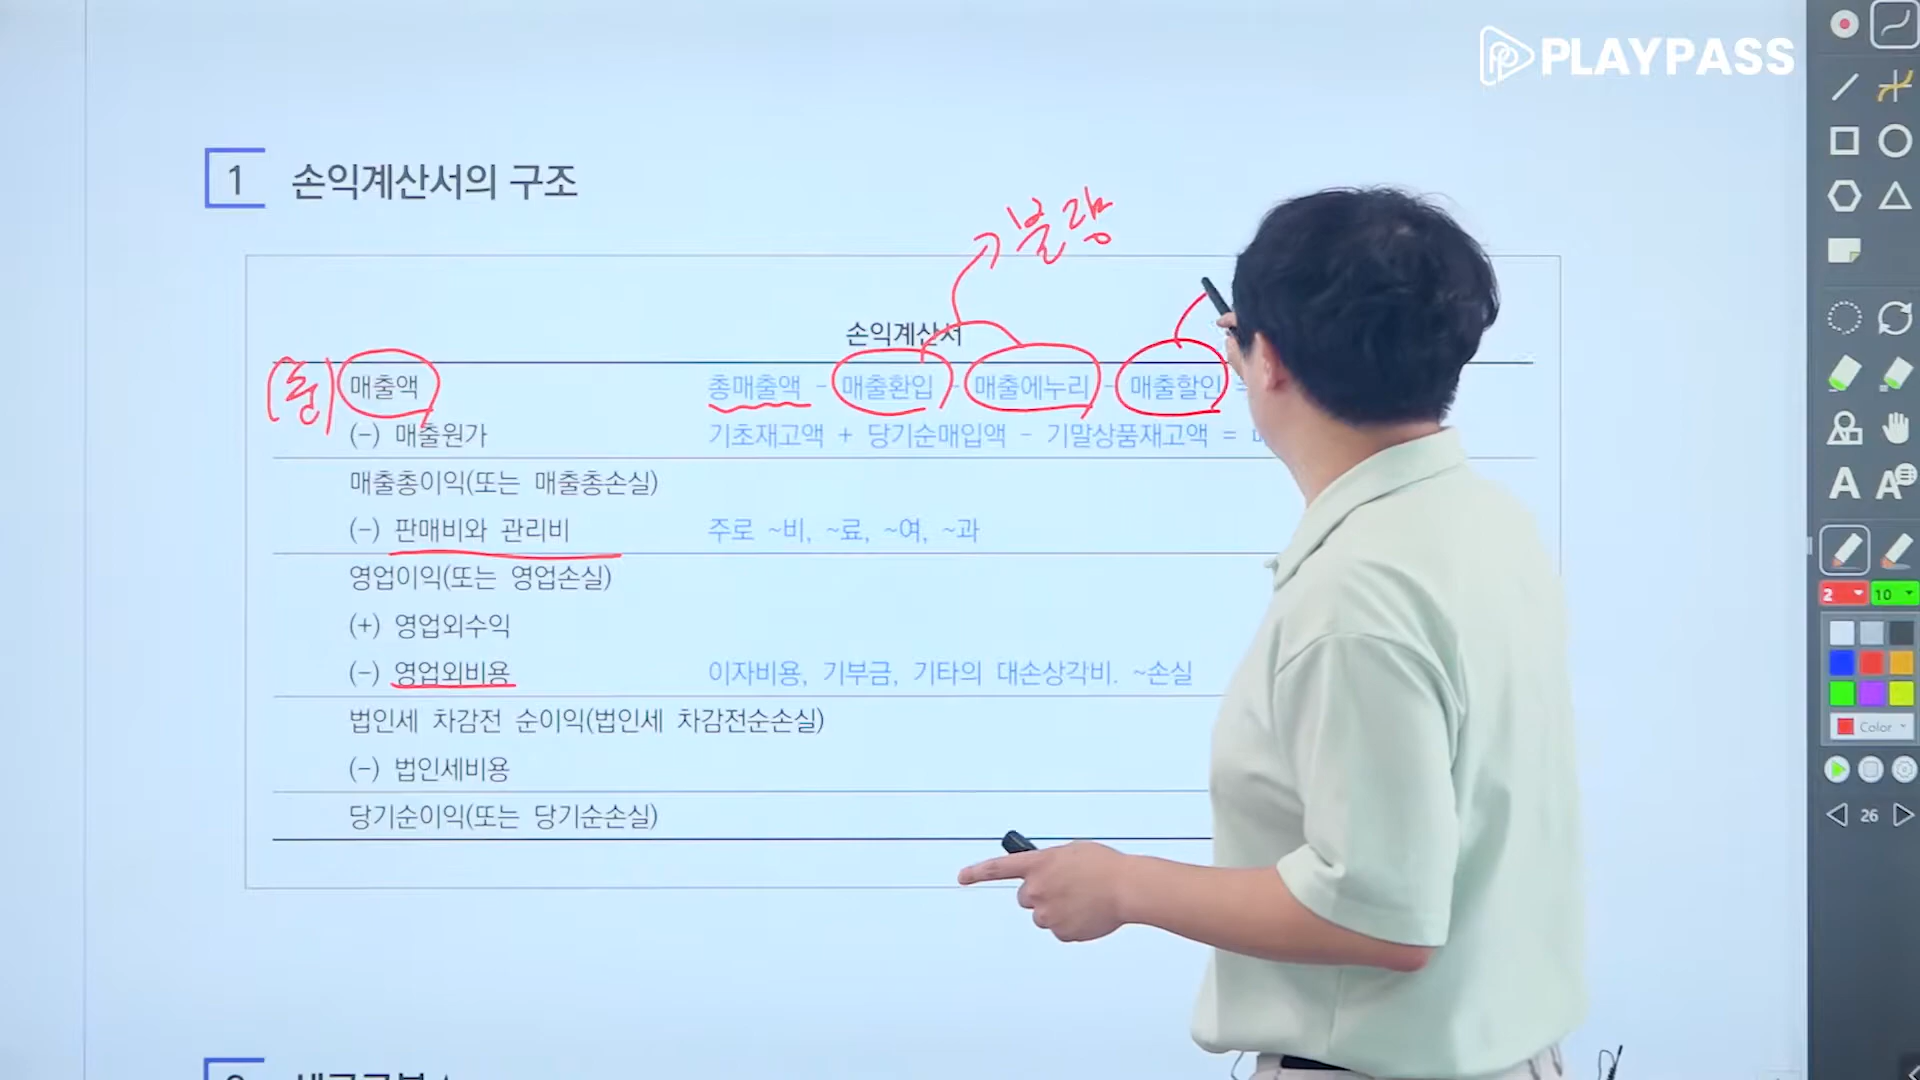 PLAYPASS
1 손익계산서의 구조
불량
손익계산서
매출액 총매출액 - 매출환입 - 매출에누리 - 매출할인 =
(-) 매출원가 기초재고액 + 당기순매입액 - 기말상품재고액 =
매출총이익(또는 매출총손실)
(-) 판매비와 관리비 주로 ~비, ~료, ~여, ~과
영업이익(또는 영업손실)
(+) 영업외수익
(-) 영업외비용 이자비용, 기부금, 기타의 대손상각비. ~손실
법인세 차감전 순이익(법인세 차감전순손실)
(-) 법인세비용
당기순이익(또는 당기순손실)
A A
2 10
Color
26